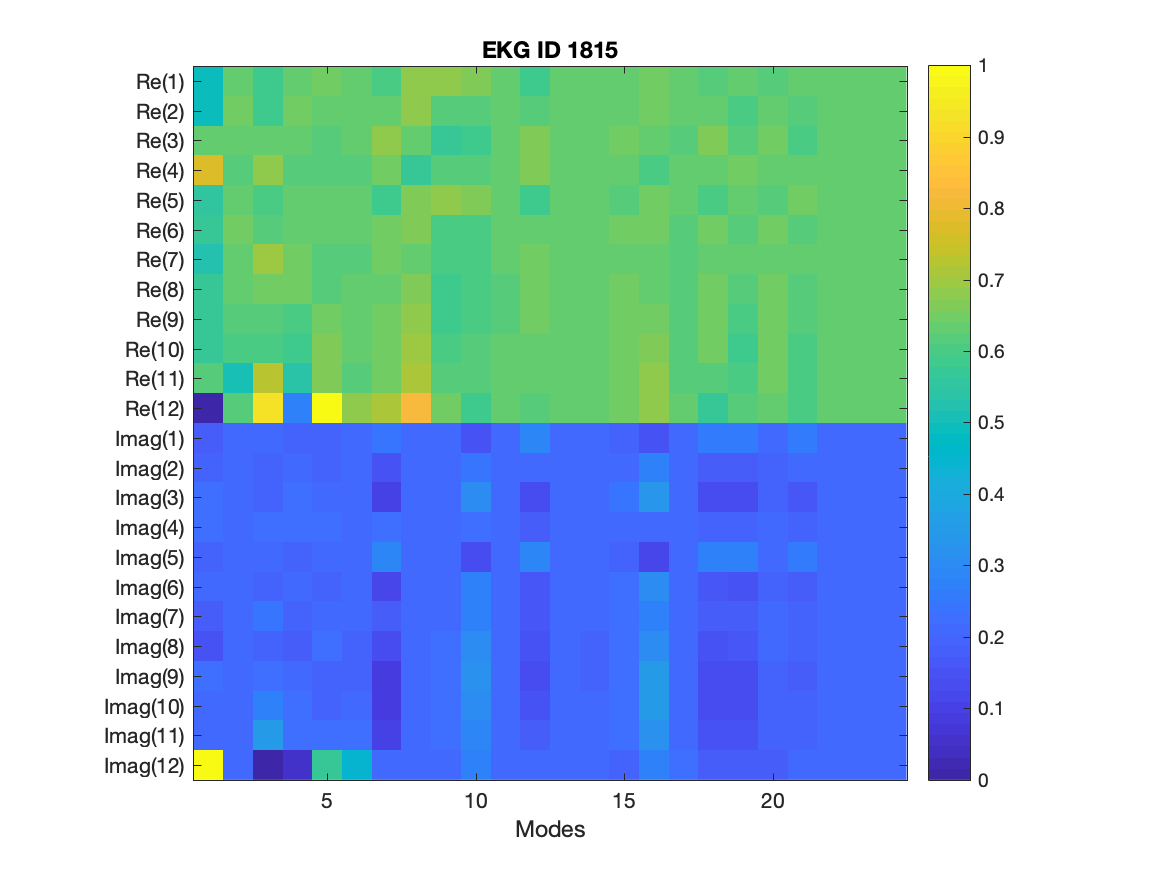 EKG ID 1815
Re(1)
Re(2)
Re(3)
Re(4)
Re(5)
Re(6)
Re(7)
Re(8)
Re(9)
Re(10)
Re(11)
Re(12)
Imag(1)
Imag(2)
Imag(3)
Imag(4)
Imag(5)
Imag(6)
Imag(7)
Imag(8)
Imag(9)
Imag(10)
Imag(11)
Imag(12)
5 10 15 20
Modes
1
0.9
0.8
0.7
0.6
0.5
0.4
0.3
0.2
0.1
0